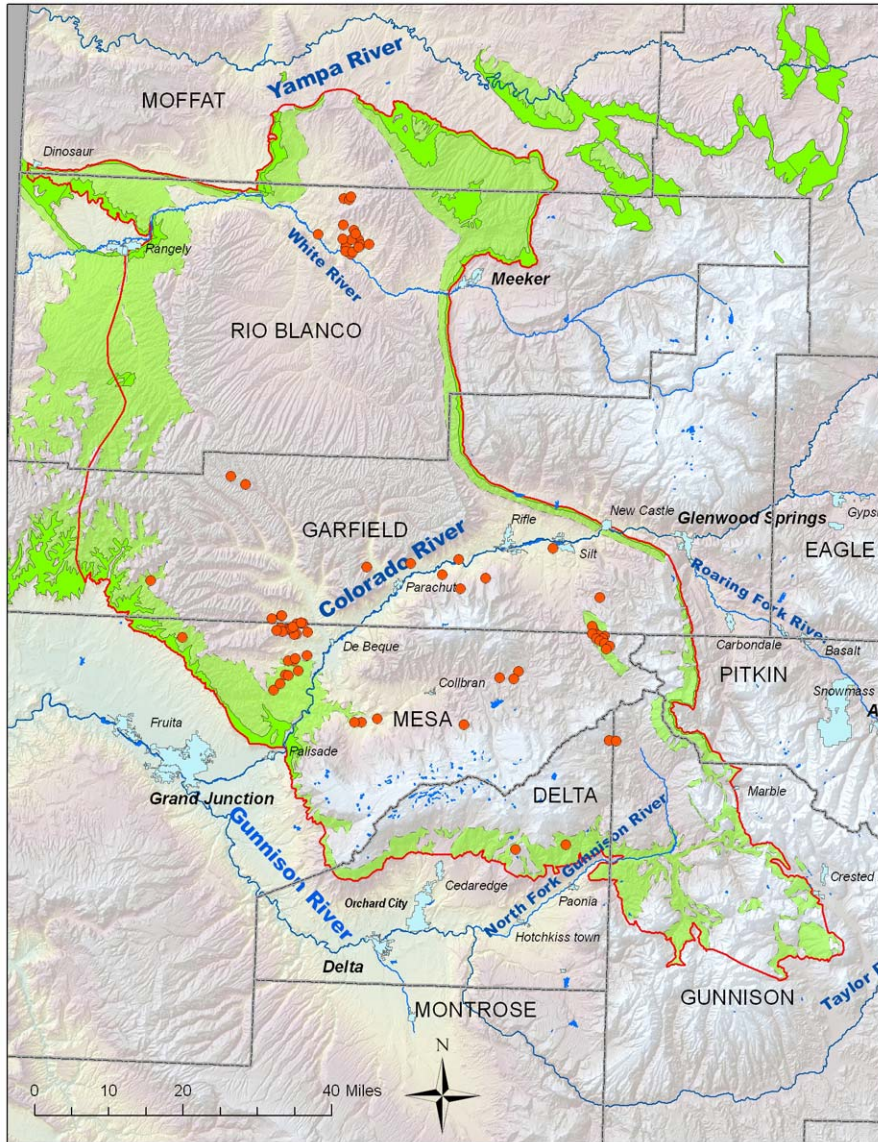 Yampa River
MOFFAT
Dinosaur
Rangely
White River
Meeker
RIO BLANCO
GARFIELD
Rifle
New Castle
Glenwood Springs
Gyps
EAGLE
Silt
Colorado River
Parachut
Roaring Fork River
De Beque
Carbondale
Basalt
PITKIN
Snowmass
A
Collbran
MESA
Fruita
Palisade
Grand Junction
DELTA
Marble
Gunnison River
North Fork Gunnison River
Crested
Cedaredge
Orchard City
Paonia
Hotchkiss town
Delta
GUNNISON
Taylor
MONTROSE
N
0 10 20 40 Miles